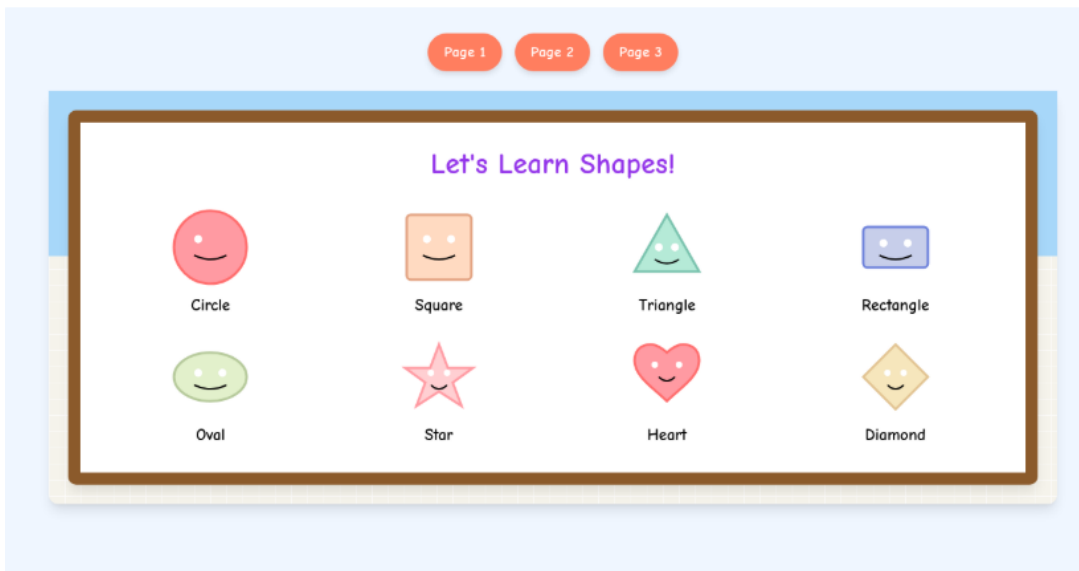 Page 1 Page 2 Page 3
Let's Learn Shapes!
Circle Square Triangle Rectangle
Oval Star Heart Diamond